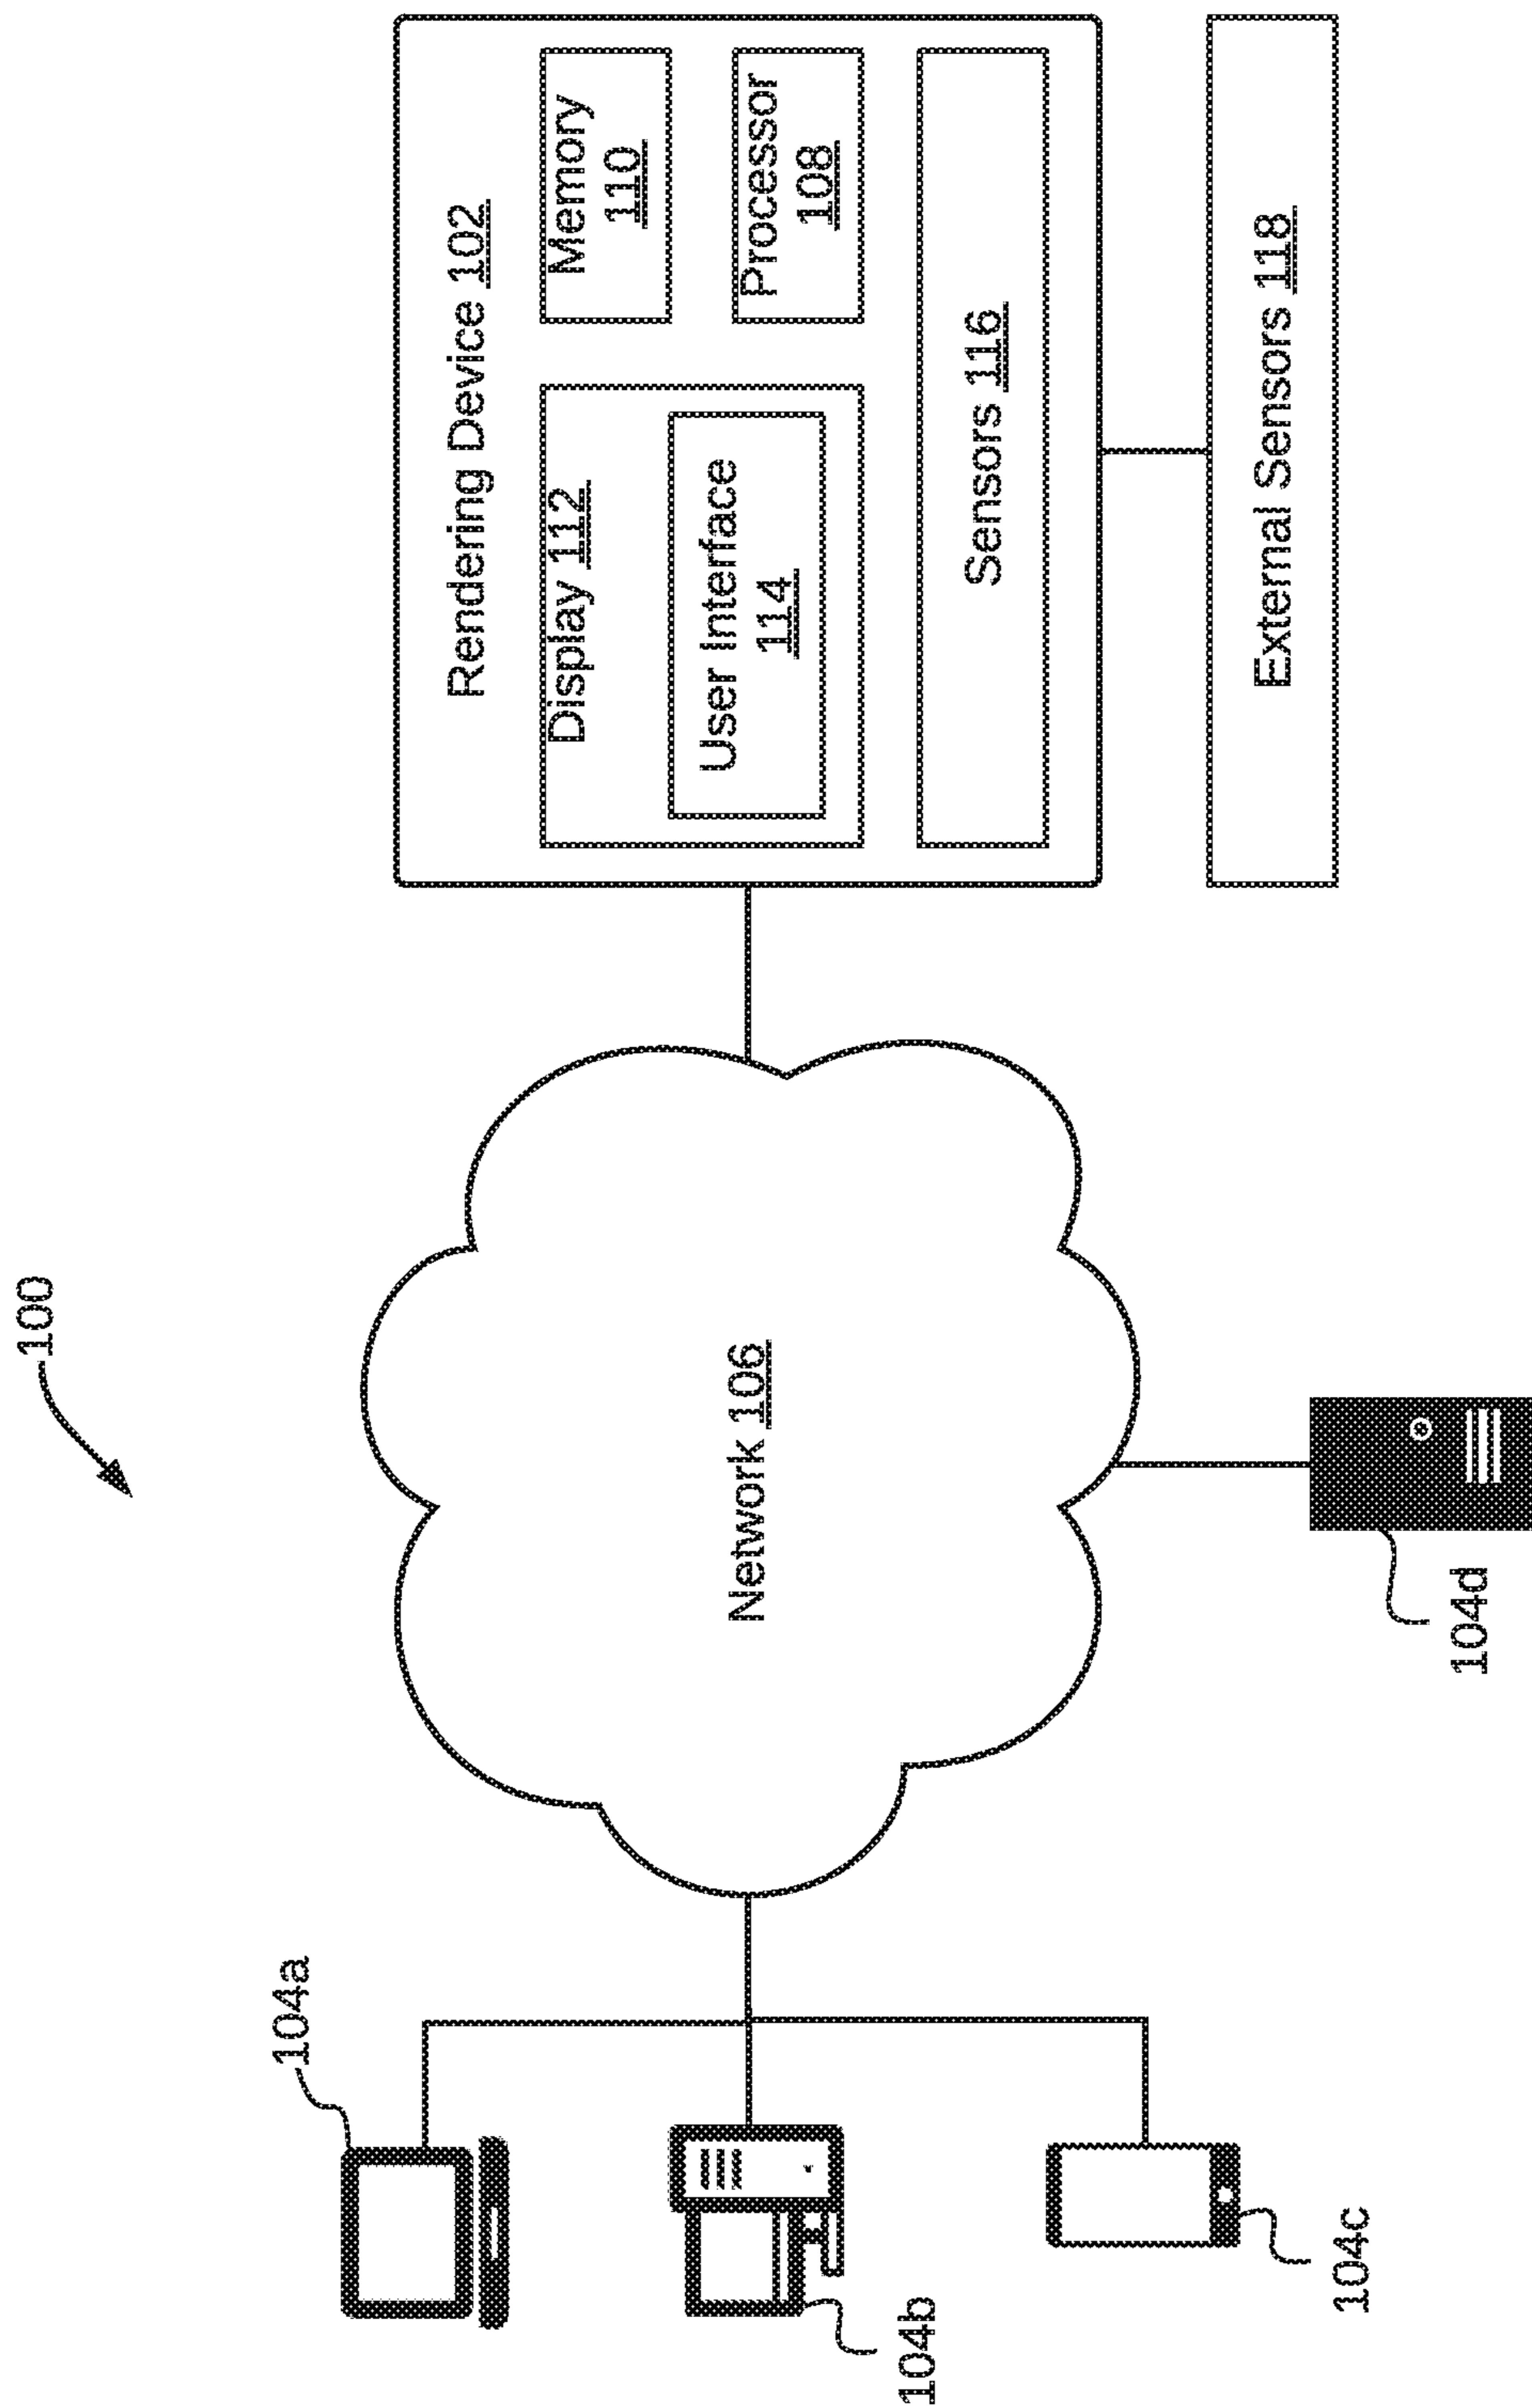 100
104a
104b
104c
Network 106
104d
Rendering Device 102
Display 112
User Interface
114
Memory
110
Processor
108
Sensors 116
External Sensors 118